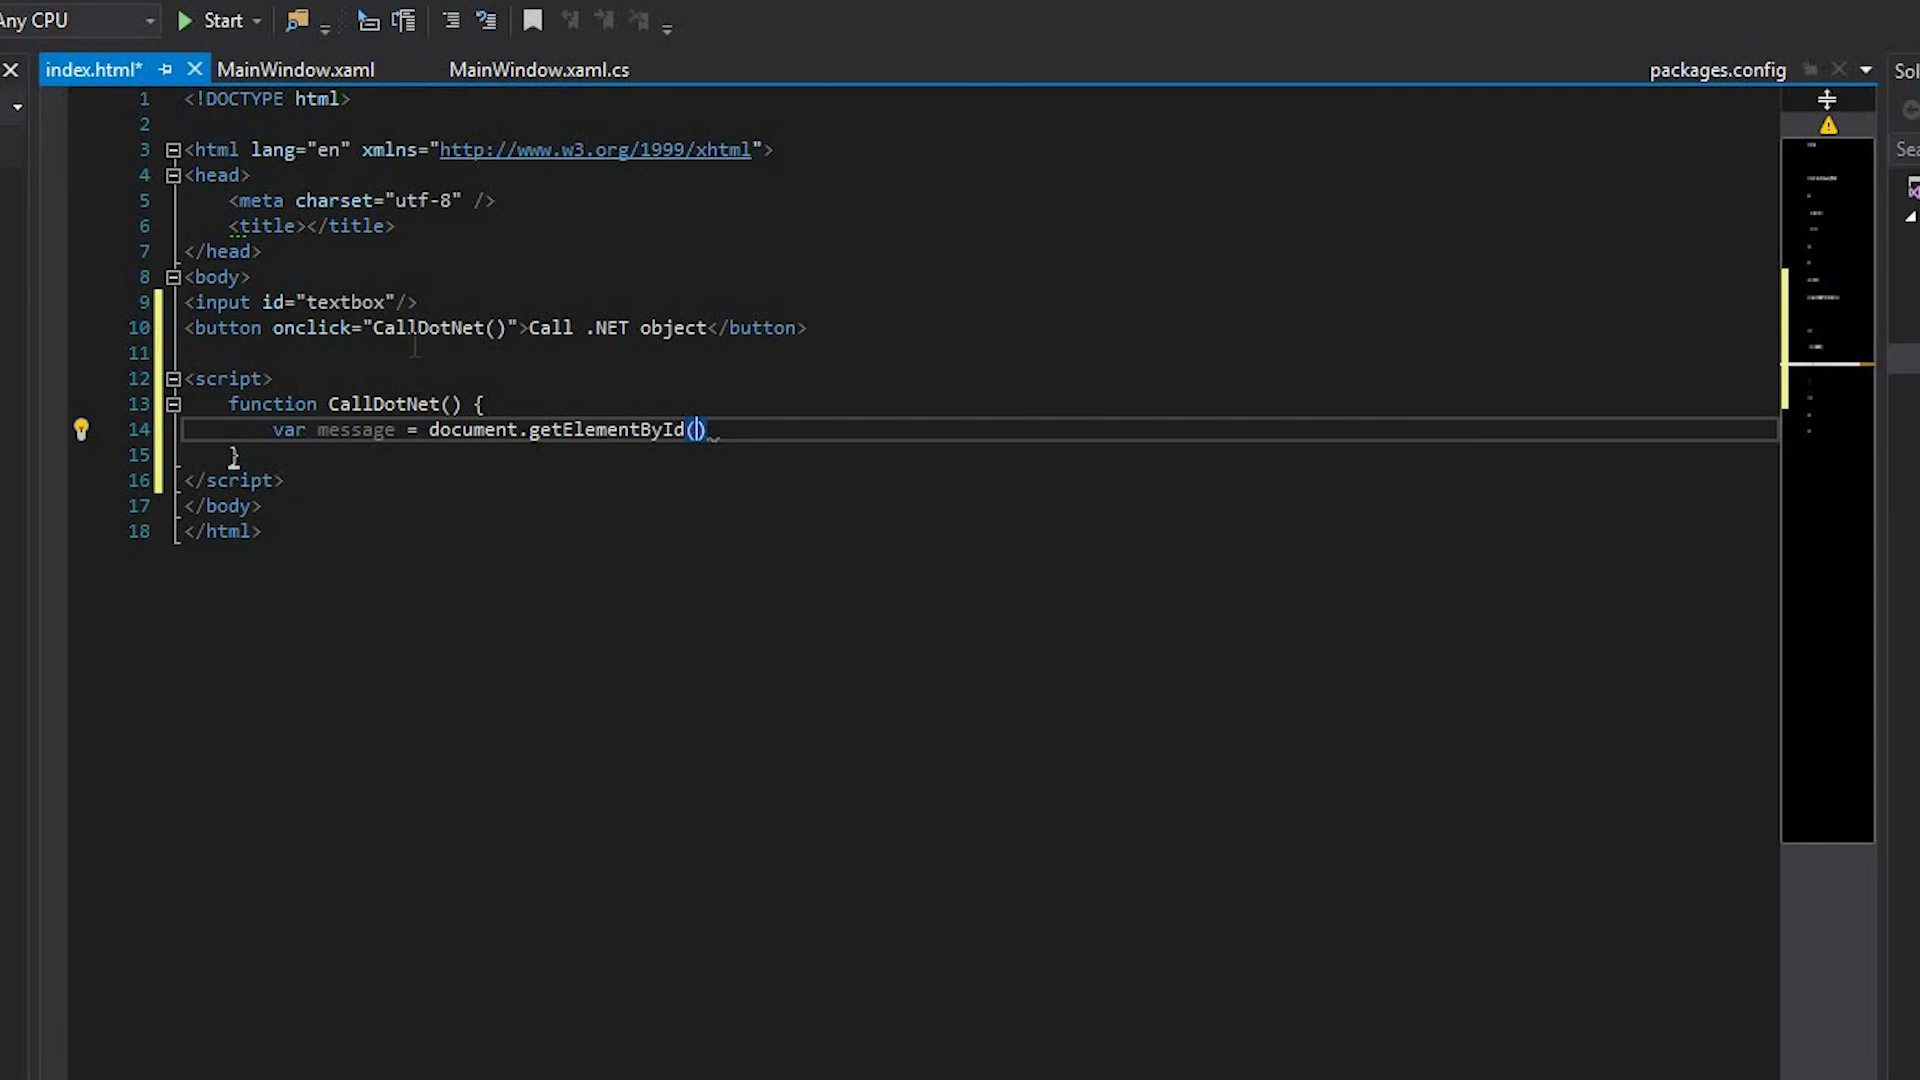 Any CPU Start
index.html* MainWindow.xaml MainWindow.xaml.cs packages.config
1 <!DOCTYPE html>
2
3 <html lang="en" xmlns="http://www.w3.org/1999/xhtml">
4 <head>
5 <meta charset="utf-8" />
6 <title></title>
7 </head>
8 <body>
9 <input id="textbox"/>
10 <button onclick="CallDotNet()">Call .NET object</button>
11
12 <script>
13 function CallDotNet() {
14 var message = document.getElementById()
15 }
16 </script>
17 </body>
18 </html>